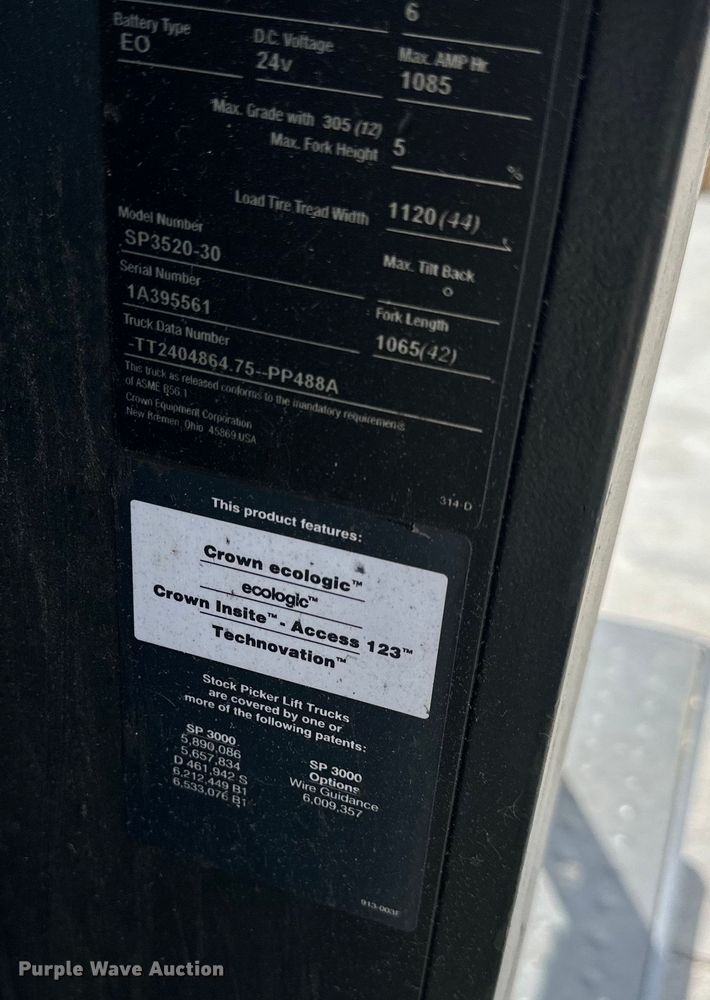 6
Battery Type
D.C. Voltage
Max. AMP Hr.
EO
24v
1085
Max. Grade with 305 (12)
Max. Fork Height
5
%
Load Tire Tread Width
1120 (44)
Model Number
SP3520-30
Max. Tilt Back
Serial Number
1A395561
Fork Length
1065 (42)
Truck Data Number
-TT2404864.75--PP488A
This truck as released conforms to the mandatory requirements
of ASME B56.1
Crown Equipment Corporation
New Bremen, Ohio 45869 USA
314-D
This product features:
Crown ecologic™
ecologic™
Crown Insite™ - Access 123™
Technovation™
Stock Picker Lift Trucks
are covered by one or
more of the following patents:
SP 3000
5,890,086
5,657,834
D 461,942 S
6,212,449 B1
6,533,076 B1
SP 3000
Options
Wire Guidance
6,009,357
Purple Wave Auction